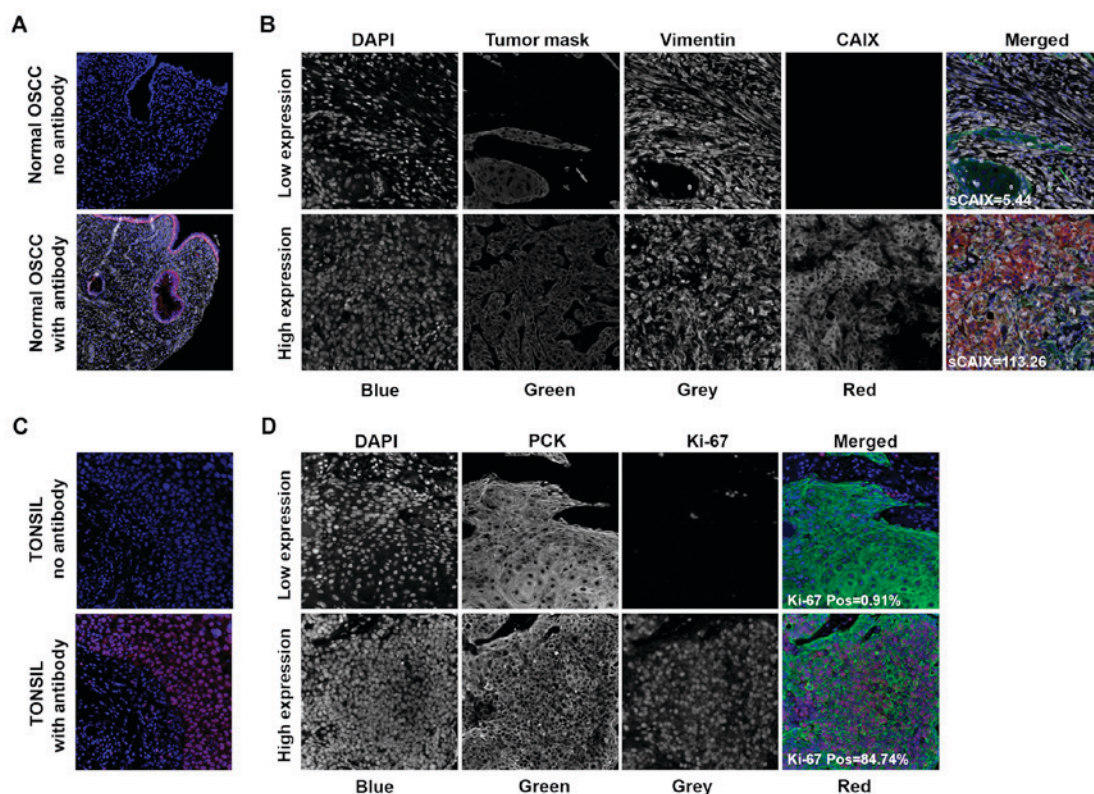 A
Normal OSCC
no antibody
Normal OSCC
with antibody
B
DAPI
Tumor mask
Vimentin
CAIX
Merged
Low expression
sCAIX=5.44
High expression
sCAIX=113.26
Blue
Green
Grey
Red
C
TONSIL
no antibody
TONSIL
with antibody
D
DAPI
PCK
Ki-67
Merged
Low expression
Ki-67 Pos=0.91%
High expression
Ki-67 Pos=84.74%
Blue
Green
Grey
Red